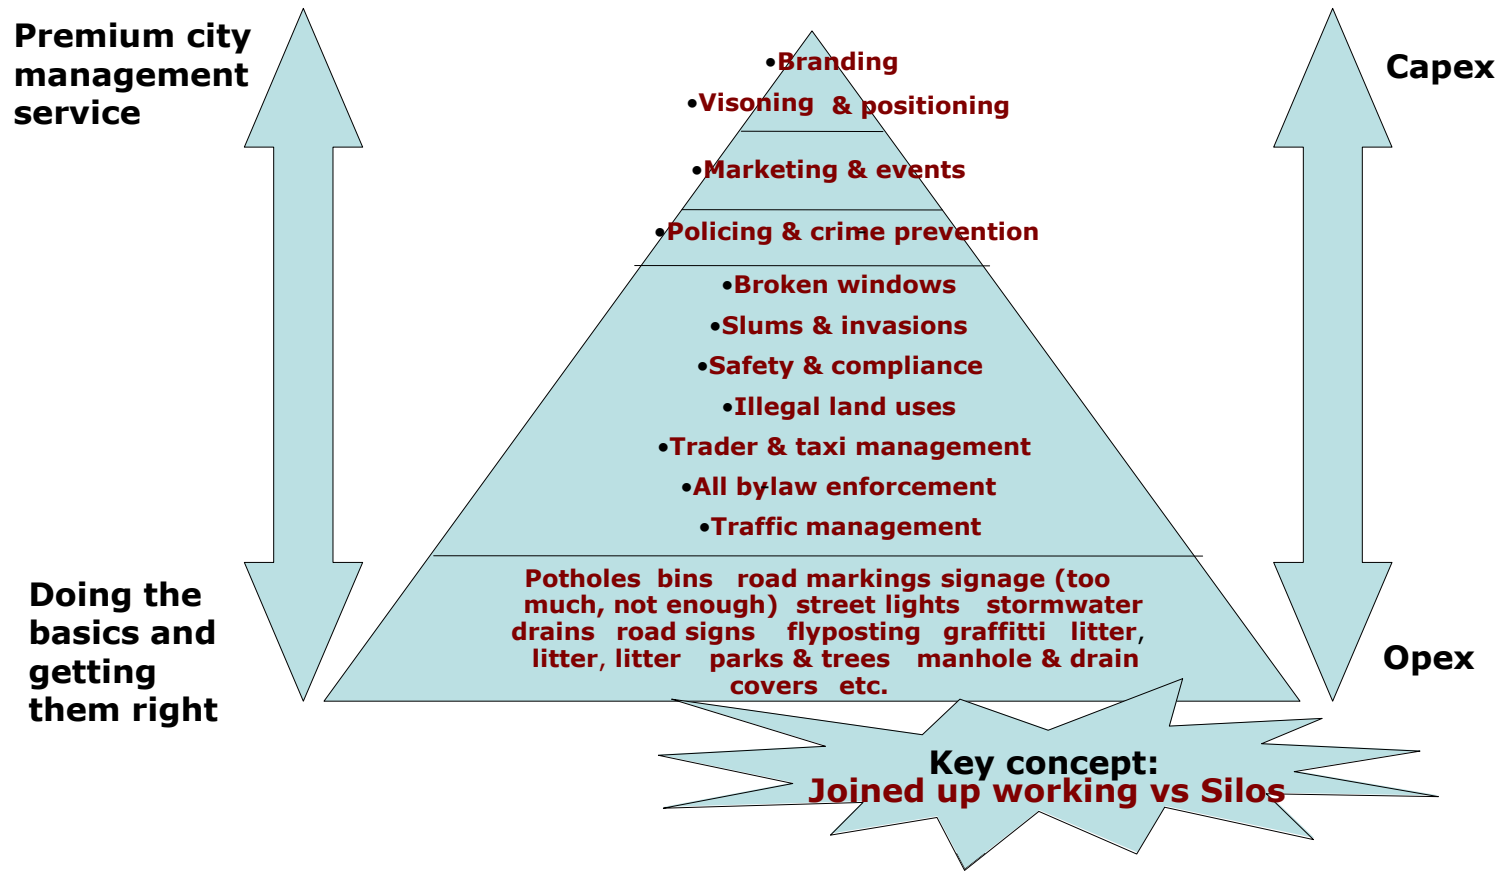 Premium city
management
service
Capex
•Branding
•Visoning & positioning
•Marketing & events
•Policing & crime prevention
•Broken windows
•Slums & invasions
•Safety & compliance
•Illegal land uses
•Trader & taxi management
•All by-law enforcement
•Traffic management
Potholes bins road markings signage (too
much, not enough) street lights stormwater
drains road signs flyposting graffitti litter,
litter, litter parks & trees manhole & drain
covers etc.
Doing the
basics and
getting
them right
Opex
Key concept:
Joined up working vs Silos